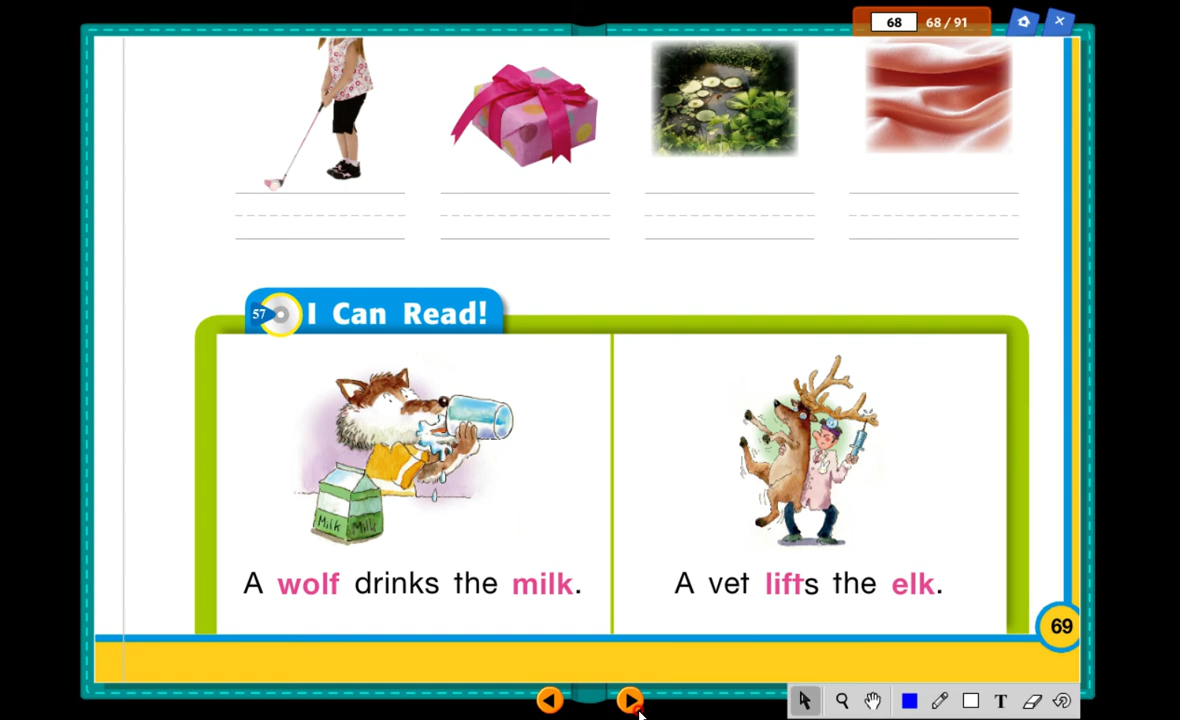 68 68 / 91
57 I Can Read!
Milk Milk
A wolf drinks the milk.
A vet lifts the elk.
69
T